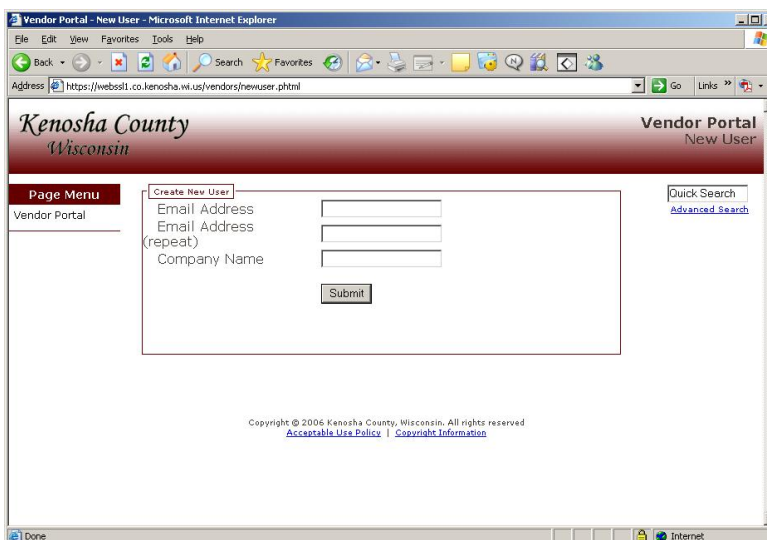 Vendor Portal - New User - Microsoft Internet Explorer
File Edit View Favorites Tools Help
Back Search Favorites
Address https://webssl1.co.kenosha.wi.us/vendors/newuser.phtml Go Links »
Kenosha County
Wisconsin
Vendor Portal
New User
Page Menu
Vendor Portal
Create New User
Email Address
Email Address
(repeat)
Company Name
Submit
Quick Search
Advanced Search
Copyright © 2006 Kenosha County, Wisconsin. All rights reserved
Acceptable Use Policy | Copyright Information
Done Internet